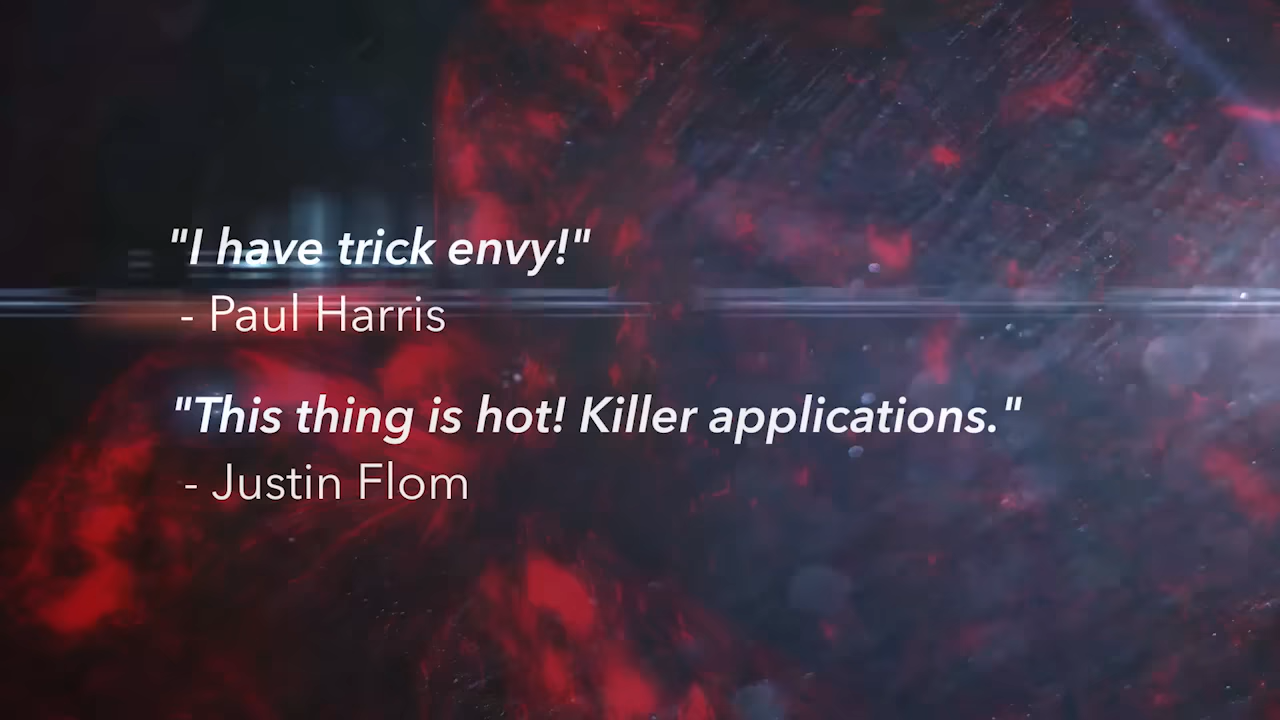 "I have trick envy!"
- Paul Harris
"This thing is hot! Killer applications."
- Justin Flom